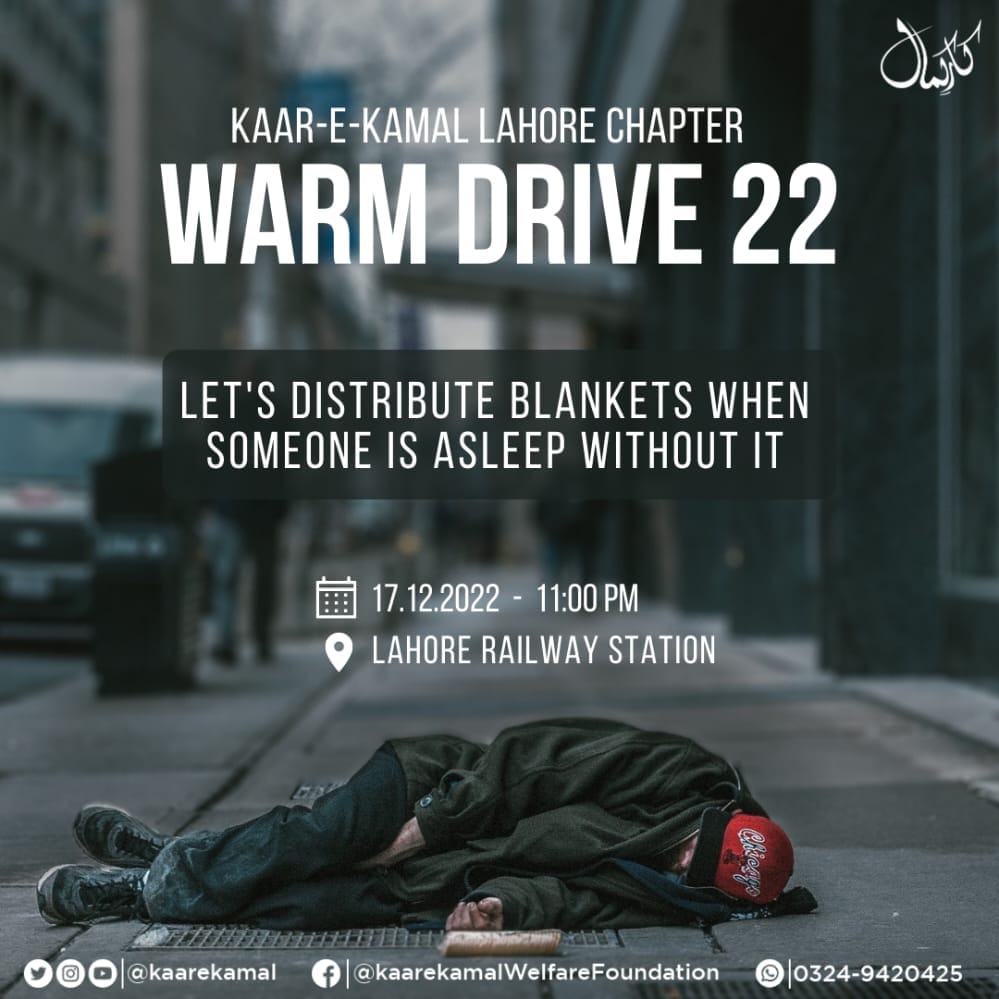 کارِکمال
KAAR-E-KAMAL LAHORE CHAPTER
WARM DRIVE 22
LET'S DISTRIBUTE BLANKETS WHEN
SOMEONE IS ASLEEP WITHOUT IT
17.12.2022 - 11:00 PM
LAHORE RAILWAY STATION
Chicago
@kaarekamal
@kaarekamalWelfareFoundation
0324-9420425